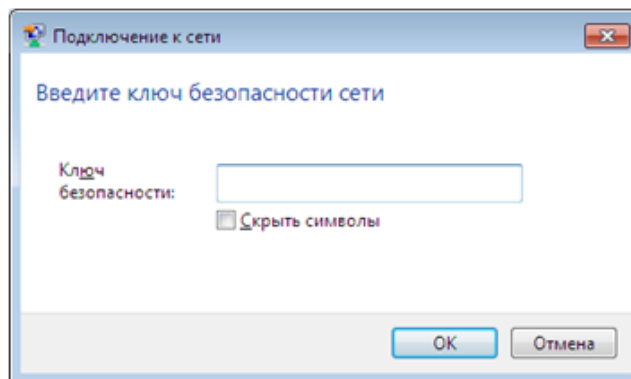 Подключение к сети
Введите ключ безопасности сети
Ключ
безопасности:
Скрыть символы
OK
Отмена